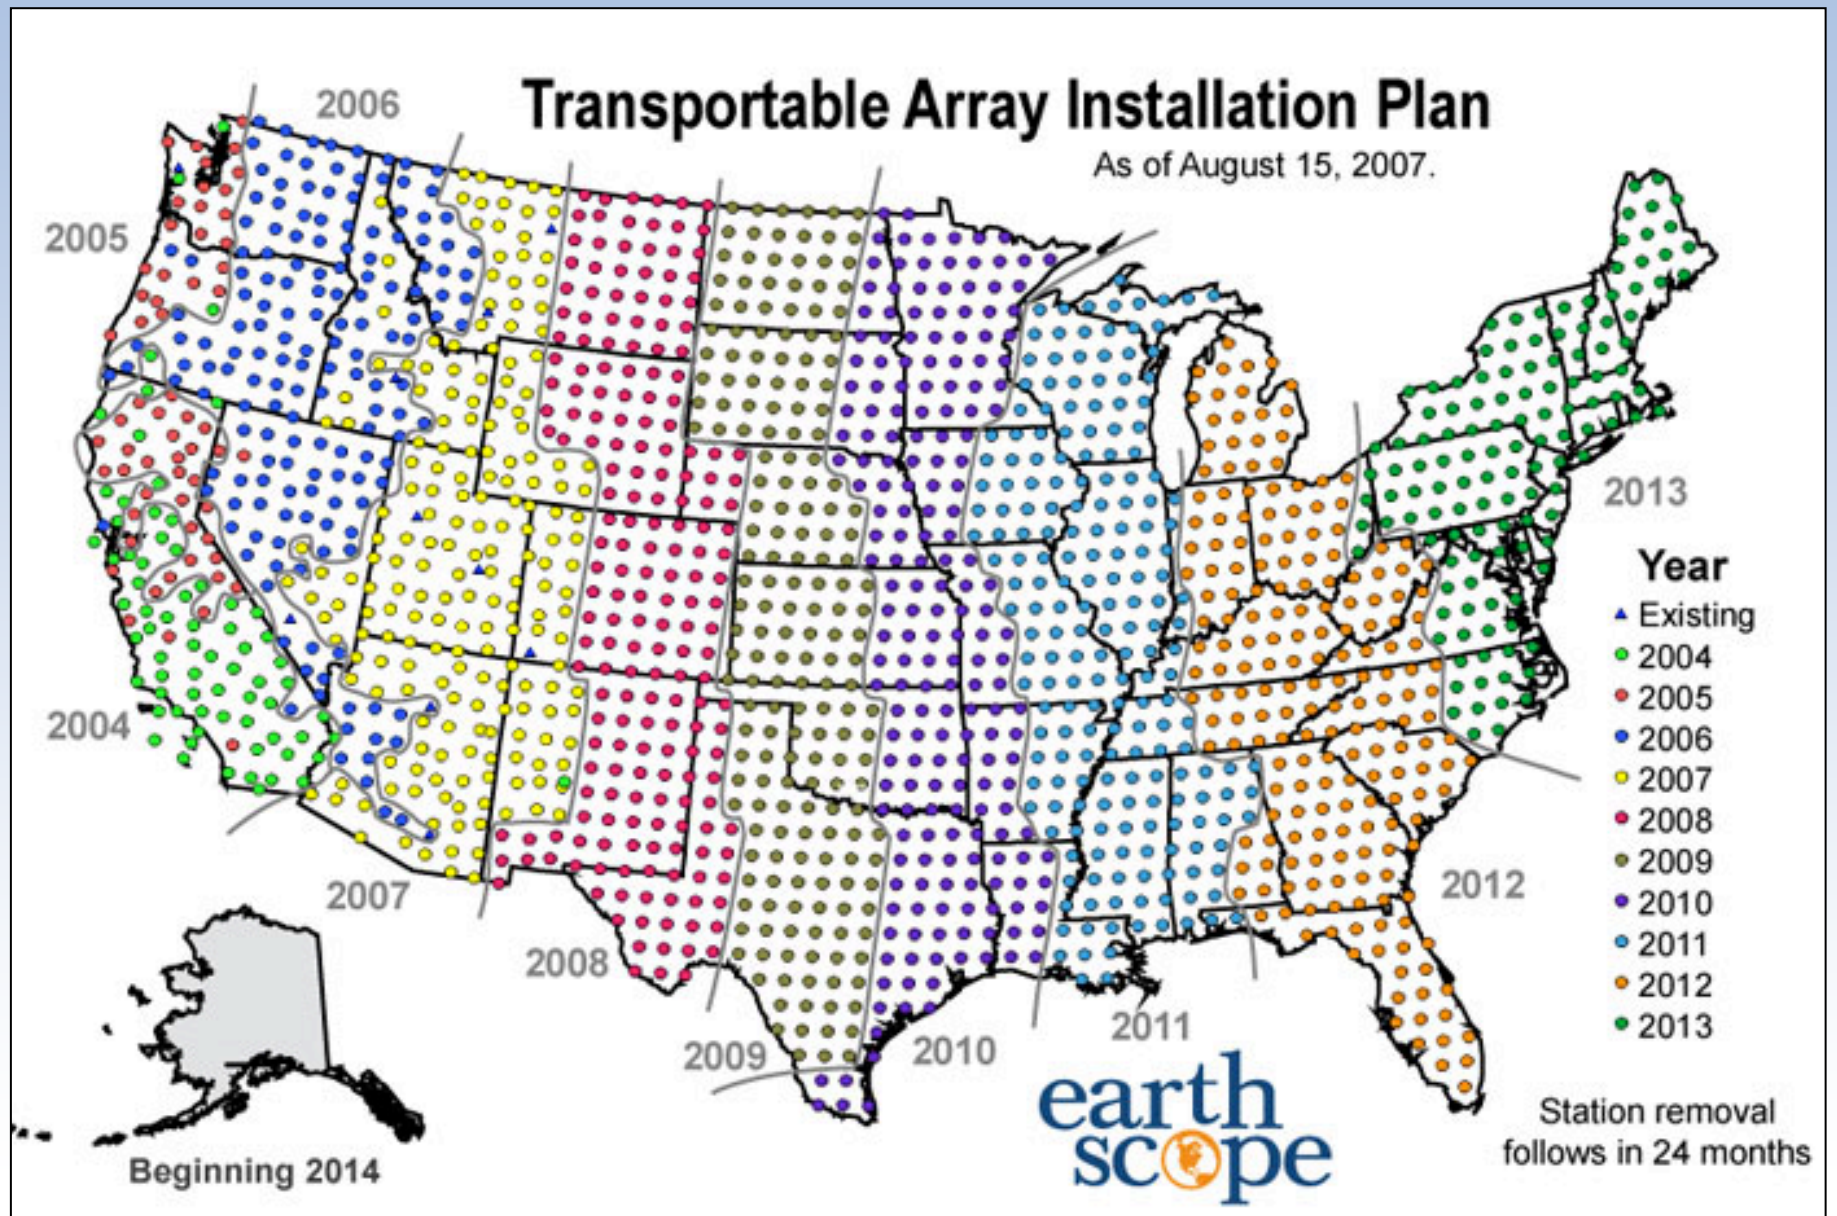 Transportable Array Installation Plan
As of August 15, 2007.
2006
2005
2004
2007
2008
2009
2010
2011
2012
2013
Year
Existing
2004
2005
2006
2007
2008
2009
2010
2011
2012
2013
Beginning 2014
earth
scope
Station removal
follows in 24 months